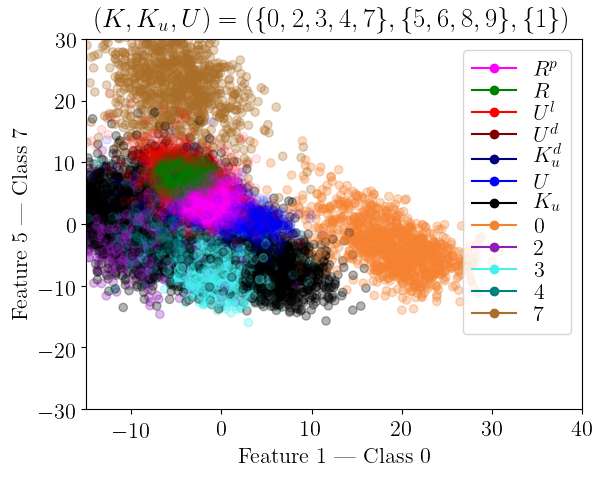 (K, K_u, U) = ({0, 2, 3, 4, 7}, {5, 6, 8, 9}, {1})
30
20
10
0
−10
−20
−30
Feature 5 — Class 7
−10
0
10
20
30
40
Feature 1 — Class 0
R^p
R
U^l
U^d
K_u^d
U
K_u
0
2
3
4
7